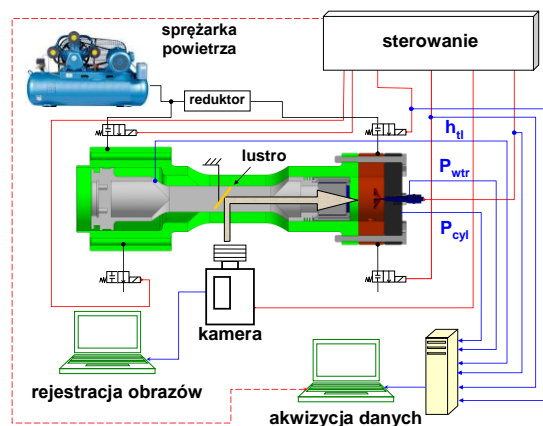 sprężarka
powietrza
sterowanie
reduktor
h_tl
lustro
P_wtr
P_cyl
kamera
rejestracja obrazów
akwizycja danych